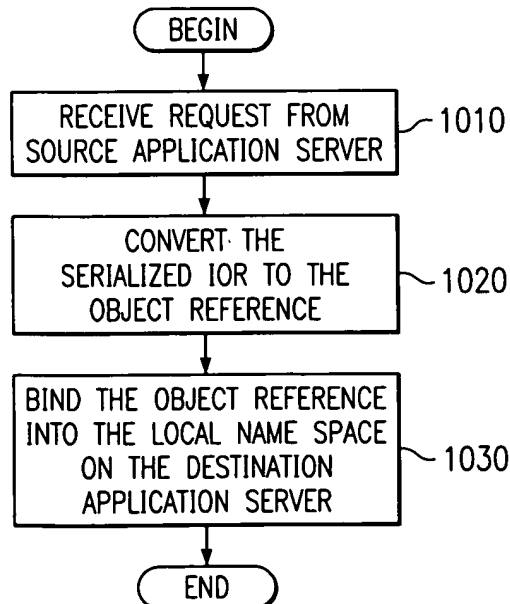 BEGIN
RECEIVE REQUEST FROM
SOURCE APPLICATION SERVER
1010
CONVERT THE
SERIALIZED IOR TO THE
OBJECT REFERENCE
1020
BIND THE OBJECT REFERENCE
INTO THE LOCAL NAME SPACE
ON THE DESTINATION
APPLICATION SERVER
1030
END